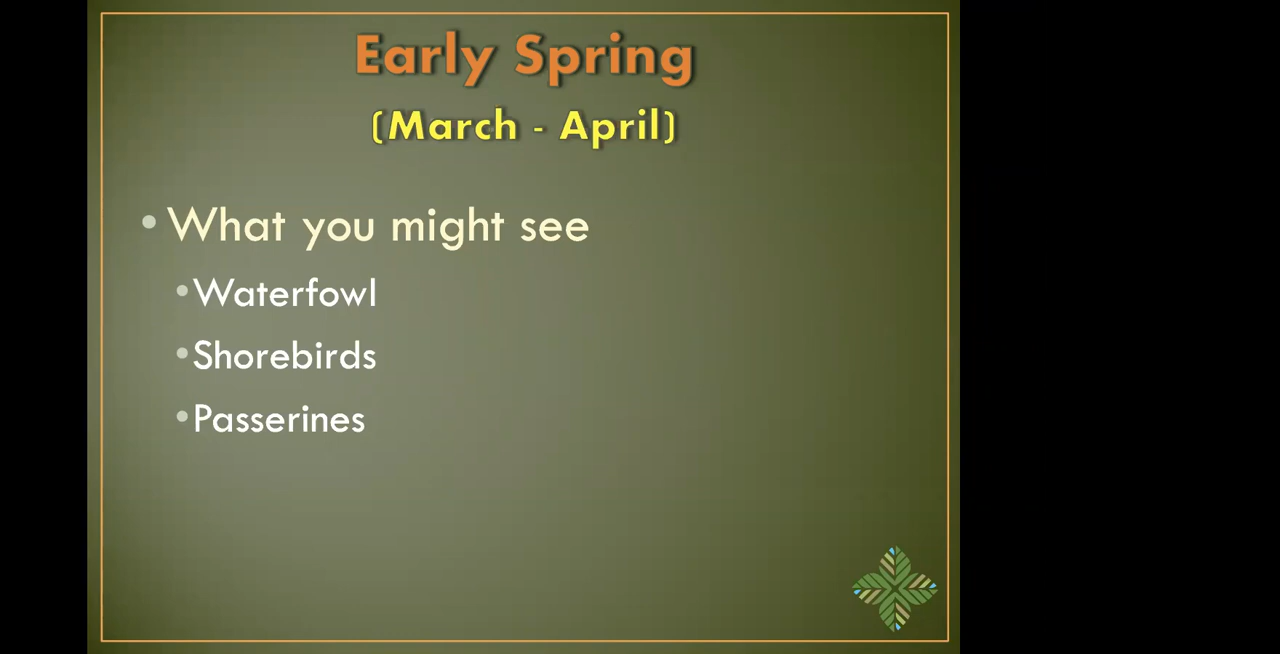 Early Spring
(March - April)
• What you might see
• Waterfowl
• Shorebirds
• Passerines